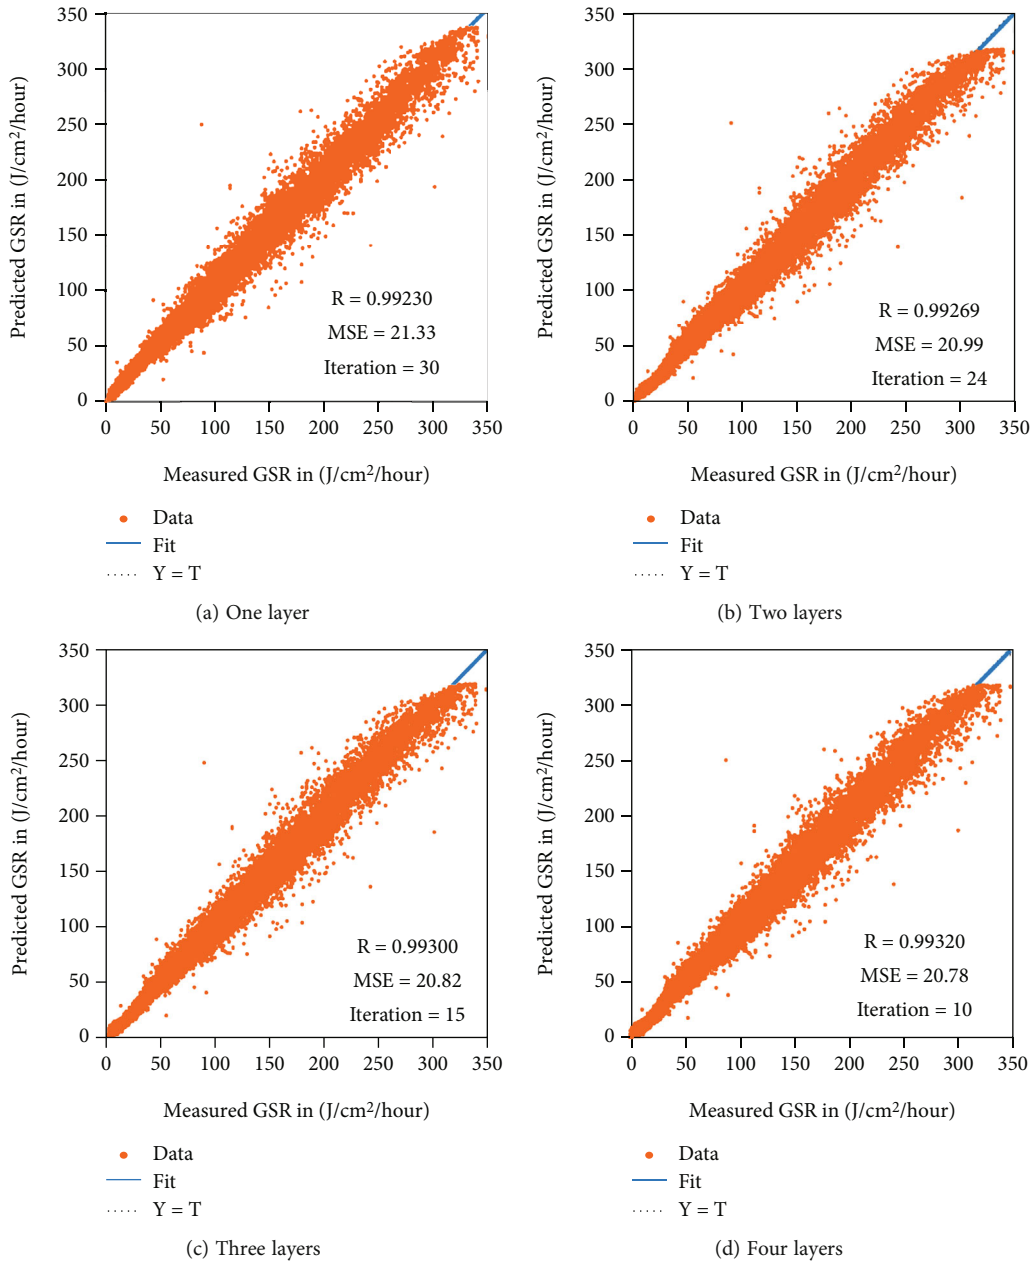 350
300
250
200
150
100
50
0
Predicted GSR in (J/cm²/hour)
R = 0.99230
MSE = 21.33
Iteration = 30
0 50 100 150 200 250 300 350
Measured GSR in (J/cm²/hour)
Data
Fit
Y = T
(a) One layer
350
300
250
200
150
100
50
0
Predicted GSR in (J/cm²/hour)
R = 0.99269
MSE = 20.99
Iteration = 24
0 50 100 150 200 250 300 350
Measured GSR in (J/cm²/hour)
Data
Fit
Y = T
(b) Two layers
350
300
250
200
150
100
50
0
Predicted GSR in (J/cm²/hour)
R = 0.99300
MSE = 20.82
Iteration = 15
0 50 100 150 200 250 300 350
Measured GSR in (J/cm²/hour)
Data
Fit
Y = T
(c) Three layers
350
300
250
200
150
100
50
0
Predicted GSR in (J/cm²/hour)
R = 0.99320
MSE = 20.78
Iteration = 10
0 50 100 150 200 250 300 350
Measured GSR in (J/cm²/hour)
Data
Fit
Y = T
(d) Four layers